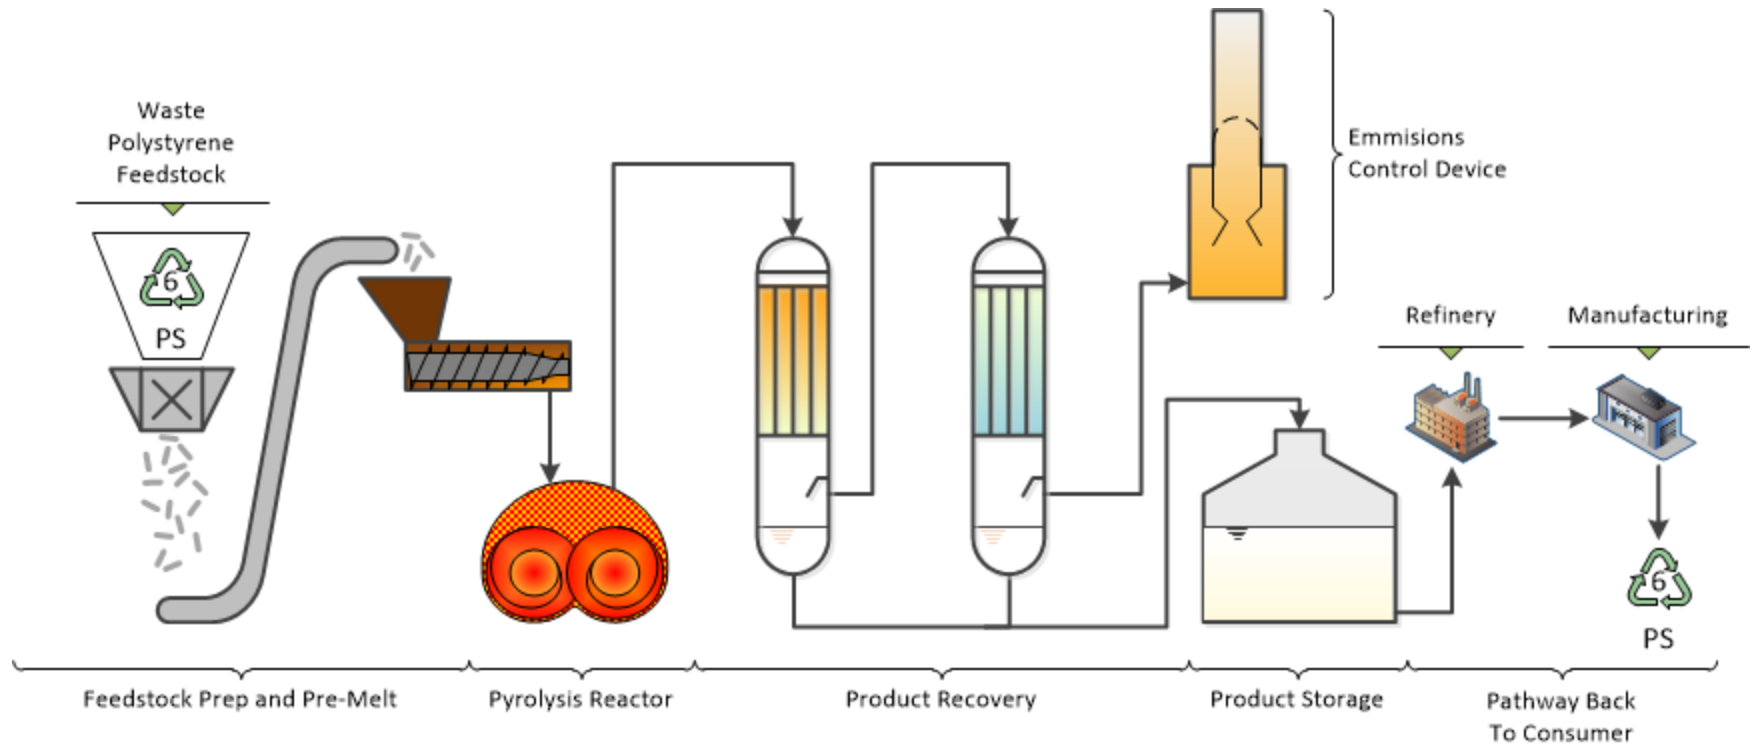 Waste
Polystyrene
Feedstock
6
PS
Emmisions
Control Device
Refinery
Manufacturing
6
PS
Feedstock Prep and Pre-Melt
Pyrolysis Reactor
Product Recovery
Product Storage
Pathway Back
To Consumer